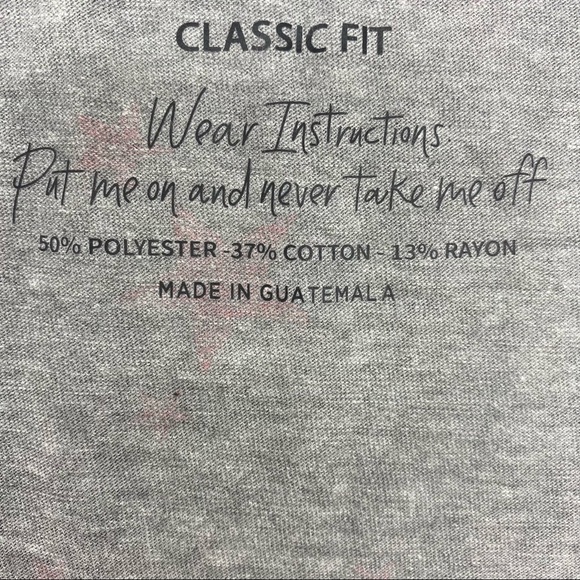 CLASSIC FIT
Wear Instructions:
Put me on and never take me off
50% POLYESTER -37% COTTON - 13% RAYON
MADE IN GUATEMALA